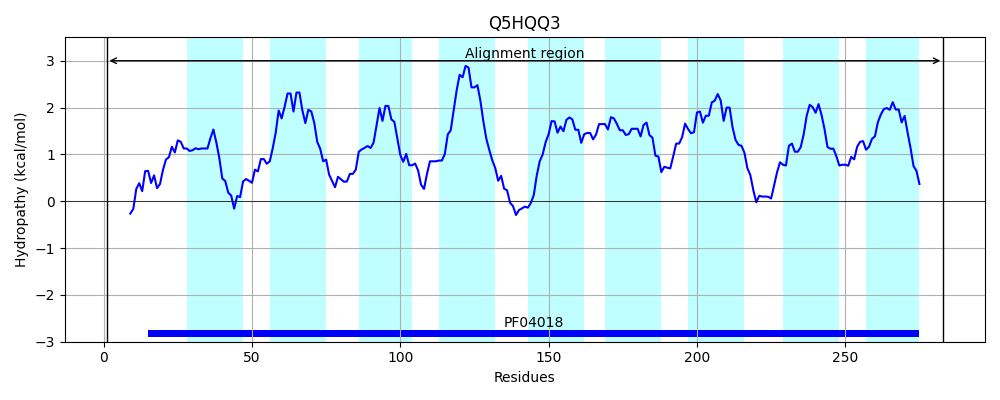 Q5HQQ3
Alignment region
3
2
1
0
−1
−2
−3
Hydropathy (kcal/mol)
PF04018
0
50
100
150
200
250
Residues